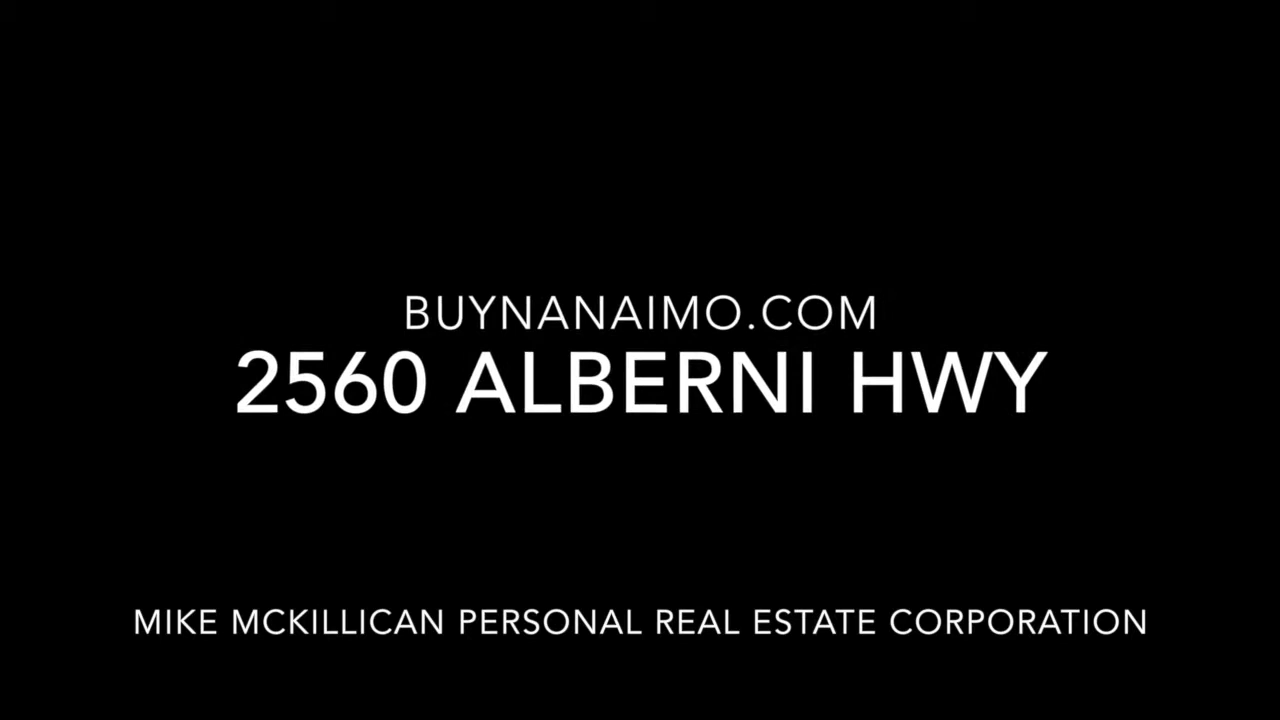 BUYNANAIMO.COM
2560 ALBERNI HWY
MIKE MCKILLICAN PERSONAL REAL ESTATE CORPORATION